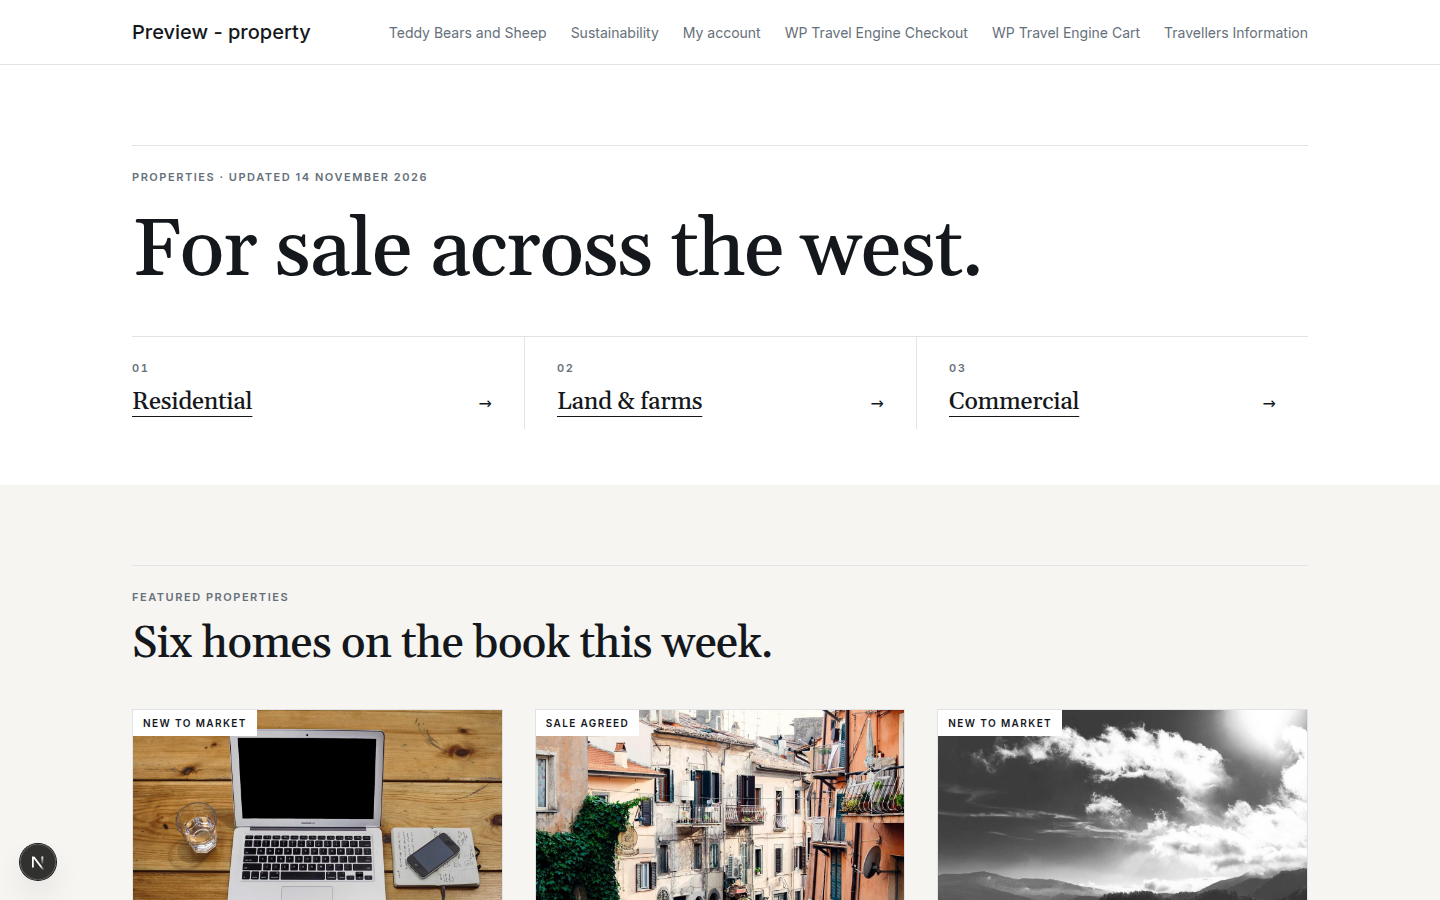 Preview - property
Teddy Bears and Sheep Sustainability My account WP Travel Engine Checkout WP Travel Engine Cart Travellers Information
PROPERTIES · UPDATED 14 NOVEMBER 2026
For sale across the west.
01
Residential →
02
Land & farms →
03
Commercial →
FEATURED PROPERTIES
Six homes on the book this week.
NEW TO MARKET
SALE AGREED
NEW TO MARKET
N